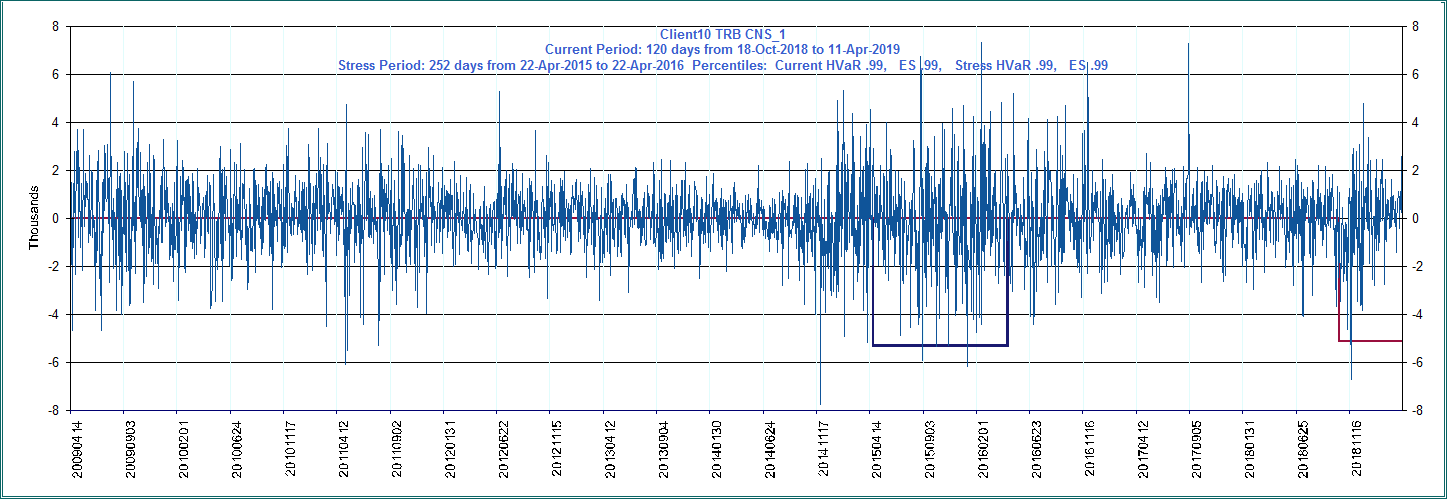 Client10 TRB CNS_1
Current Period: 120 days from 18-Oct-2018 to 11-Apr-2019
Stress Period: 252 days from 22-Apr-2015 to 22-Apr-2016 Percentiles: Current HVaR .99, ES .99, Stress HVaR .99, ES .99
8 8
6 6
4 4
2 2
0 0
-2 -2
-4 -4
-6 -6
-8 -8
Thousands
20090414 20090903 20100201 20100624 20101117 20110412 20110902 20120131 20120622 20121115 20130412 20130904 20140130 20140624 20141117 20150414 20150903 20160201 20160623 20161116 20170412 20170905 20180131 20180625 20181116